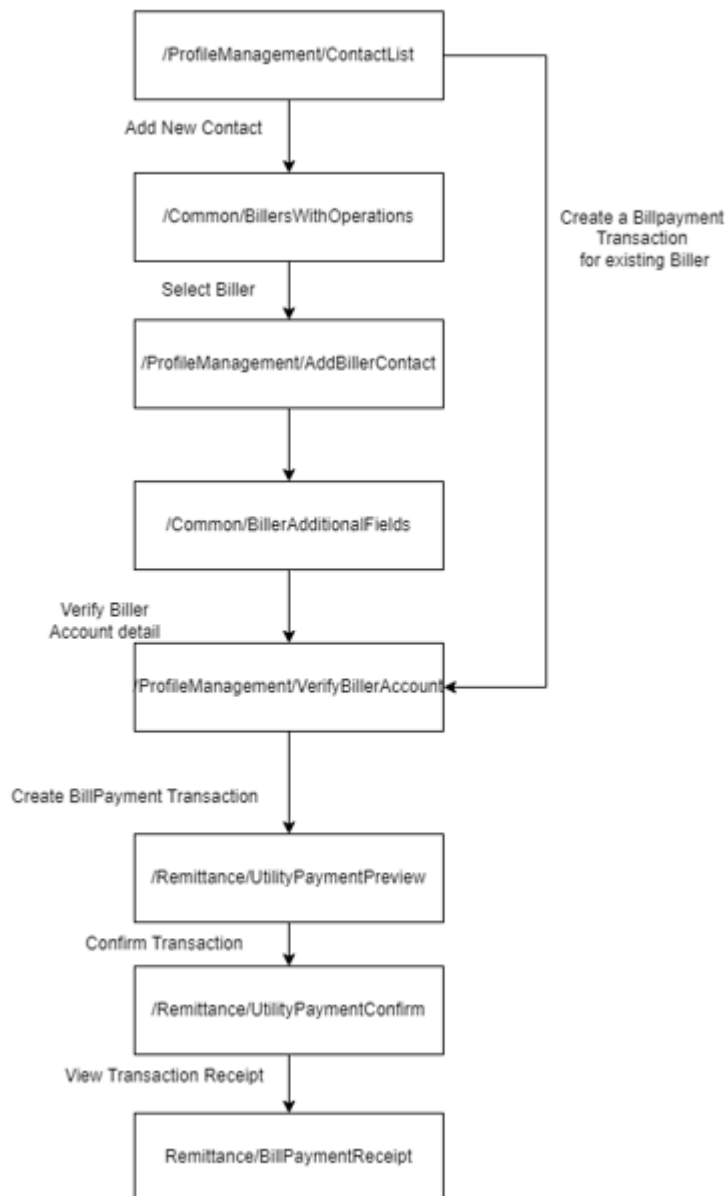 /ProfileManagement/ContactList
Add New Contact
/Common/BillersWithOperations
Create a Billpayment
Transaction
for existing Biller
Select Biller
/ProfileManagement/AddBillerContact
/Common/BillerAdditionalFields
Verify Biller
Account detail
/ProfileManagement/VerifyBillerAccount
Create BillPayment Transaction
/Remittance/UtilityPaymentPreview
Confirm Transaction
/Remittance/UtilityPaymentConfirm
View Transaction Receipt
Remittance/BillPaymentReceipt